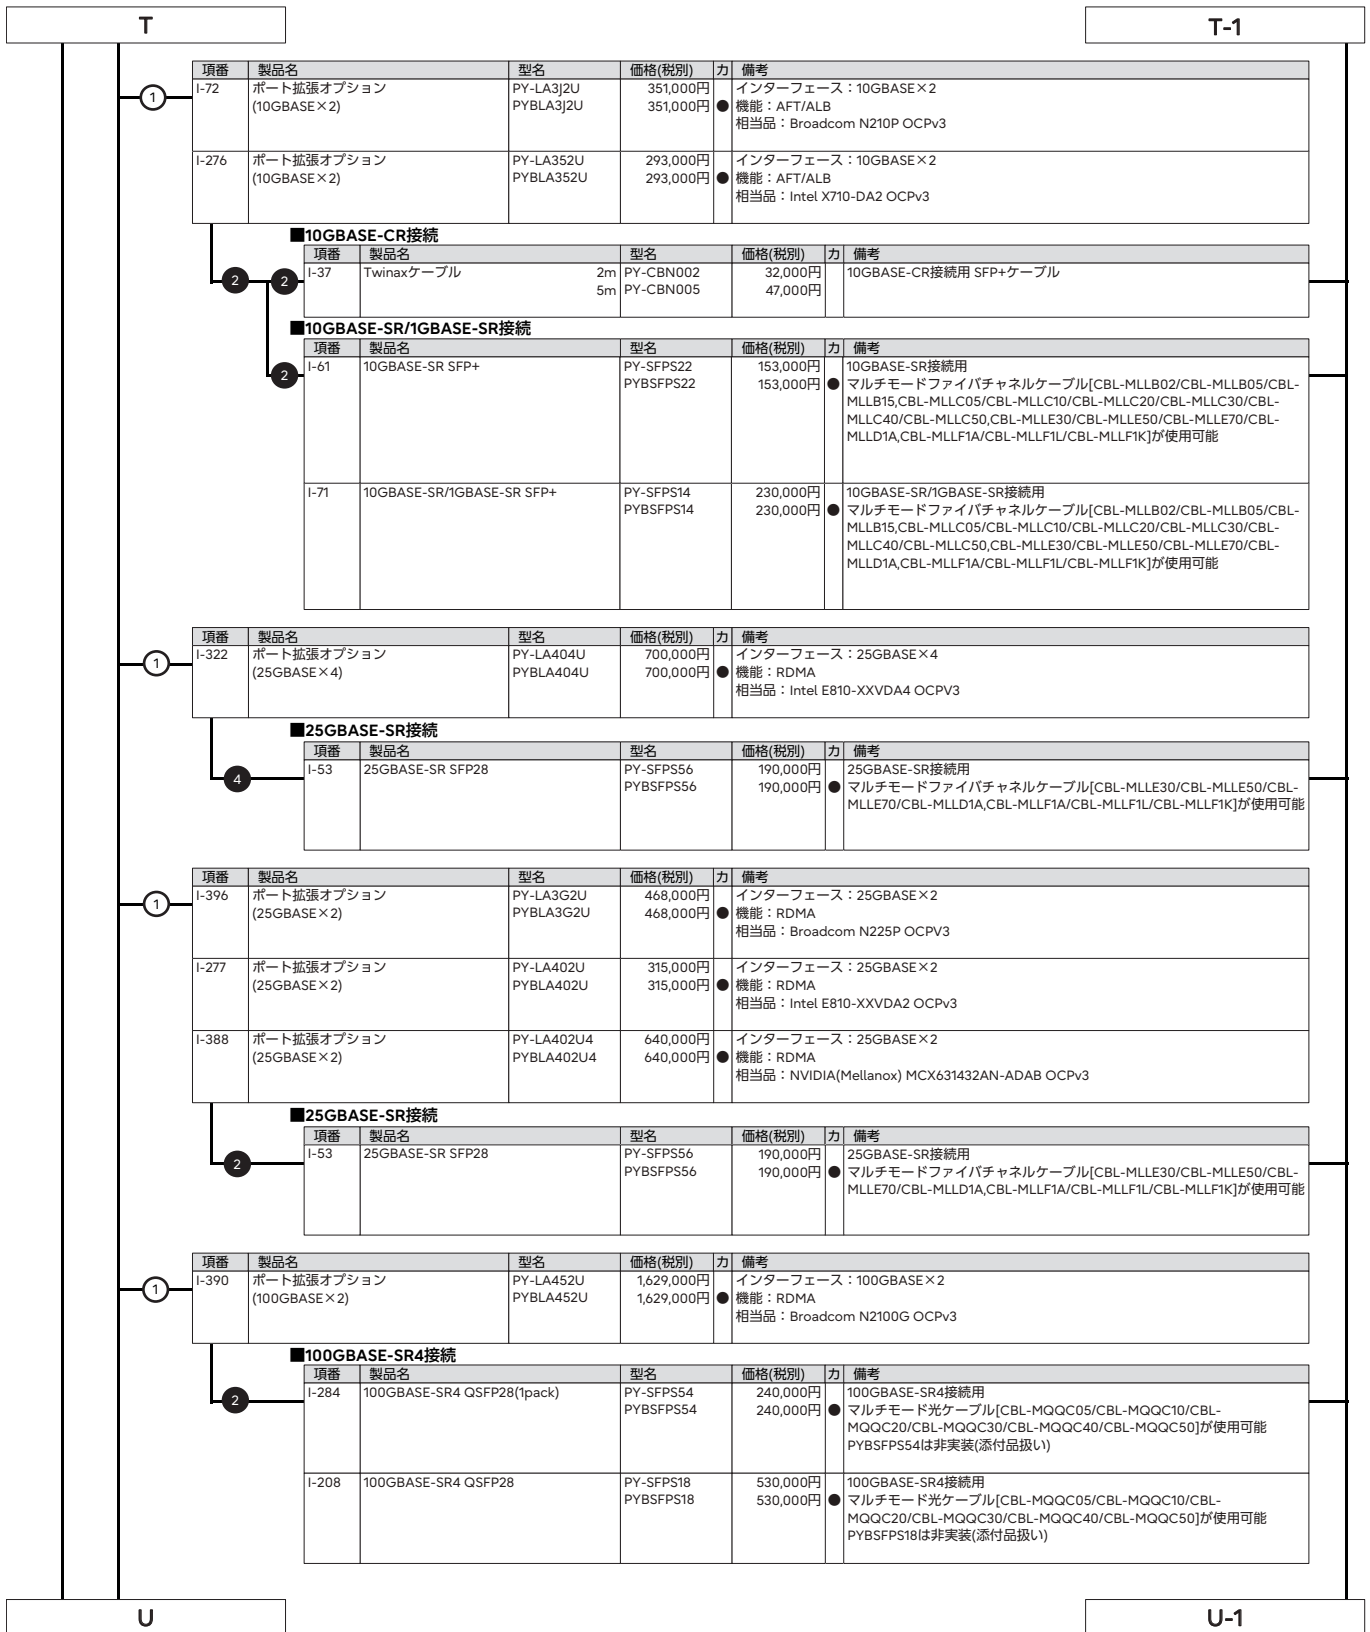 T
T-1
項番 製品名 型名 価格(税別) カ 備考
① I-72 ポート拡張オプション PY-LA3J2U 351,000円 インターフェース：10GBASE×2
(10GBASE×2) PYBLA3J2U 351,000円 ● 機能：AFT/ALB
相当品：Broadcom N210P OCPv3
I-276 ポート拡張オプション PY-LA352U 293,000円 インターフェース：10GBASE×2
(10GBASE×2) PYBLA352U 293,000円 ● 機能：AFT/ALB
相当品：Intel X710-DA2 OCPv3
■10GBASE-CR接続
項番 製品名 型名 価格(税別) カ 備考
2 2 I-37 Twinaxケーブル 2m PY-CBN002 32,000円 10GBASE-CR接続用 SFP+ケーブル
5m PY-CBN005 47,000円
■10GBASE-SR/1GBASE-SR接続
項番 製品名 型名 価格(税別) カ 備考
2 I-61 10GBASE-SR SFP+ PY-SFPS22 153,000円 10GBASE-SR接続用
PYBSFPS22 153,000円 ● マルチモードファイバチャネルケーブル[CBL-MLLB02/CBL-MLLB05/CBL-
MLLB15,CBL-MLLC05/CBL-MLLC10/CBL-MLLC20/CBL-MLLC30/CBL-
MLLC40/CBL-MLLC50,CBL-MLLE30/CBL-MLLE50/CBL-MLLE70/CBL-
MLLD1A,CBL-MLLF1A/CBL-MLLF1L/CBL-MLLF1K]が使用可能
I-71 10GBASE-SR/1GBASE-SR SFP+ PY-SFPS14 230,000円 10GBASE-SR/1GBASE-SR接続用
PYBSFPS14 230,000円 ● マルチモードファイバチャネルケーブル[CBL-MLLB02/CBL-MLLB05/CBL-
MLLB15,CBL-MLLC05/CBL-MLLC10/CBL-MLLC20/CBL-MLLC30/CBL-
MLLC40/CBL-MLLC50,CBL-MLLE30/CBL-MLLE50/CBL-MLLE70/CBL-
MLLD1A,CBL-MLLF1A/CBL-MLLF1L/CBL-MLLF1K]が使用可能
項番 製品名 型名 価格(税別) カ 備考
① I-322 ポート拡張オプション PY-LA404U 700,000円 インターフェース：25GBASE×4
(25GBASE×4) PYBLA404U 700,000円 ● 機能：RDMA
相当品：Intel E810-XXVDA4 OCPV3
■25GBASE-SR接続
項番 製品名 型名 価格(税別) カ 備考
4 I-53 25GBASE-SR SFP28 PY-SFPS56 190,000円 25GBASE-SR接続用
PYBSFPS56 190,000円 ● マルチモードファイバチャネルケーブル[CBL-MLLE30/CBL-MLLE50/CBL-
MLLE70/CBL-MLLD1A,CBL-MLLF1A/CBL-MLLF1L/CBL-MLLF1K]が使用可能
項番 製品名 型名 価格(税別) カ 備考
① I-396 ポート拡張オプション PY-LA3G2U 468,000円 インターフェース：25GBASE×2
(25GBASE×2) PYBLA3G2U 468,000円 ● 機能：RDMA
相当品：Broadcom N225P OCPV3
I-277 ポート拡張オプション PY-LA402U 315,000円 インターフェース：25GBASE×2
(25GBASE×2) PYBLA402U 315,000円 ● 機能：RDMA
相当品：Intel E810-XXVDA2 OCPv3
I-388 ポート拡張オプション PY-LA402U4 640,000円 インターフェース：25GBASE×2
(25GBASE×2) PYBLA402U4 640,000円 ● 機能：RDMA
相当品：NVIDIA(Mellanox) MCX631432AN-ADAB OCPv3
■25GBASE-SR接続
項番 製品名 型名 価格(税別) カ 備考
2 I-53 25GBASE-SR SFP28 PY-SFPS56 190,000円 25GBASE-SR接続用
PYBSFPS56 190,000円 ● マルチモードファイバチャネルケーブル[CBL-MLLE30/CBL-MLLE50/CBL-
MLLE70/CBL-MLLD1A,CBL-MLLF1A/CBL-MLLF1L/CBL-MLLF1K]が使用可能
項番 製品名 型名 価格(税別) カ 備考
① I-390 ポート拡張オプション PY-LA452U 1,629,000円 インターフェース：100GBASE×2
(100GBASE×2) PYBLA452U 1,629,000円 ● 機能：RDMA
相当品：Broadcom N2100G OCPv3
■100GBASE-SR4接続
項番 製品名 型名 価格(税別) カ 備考
2 I-284 100GBASE-SR4 QSFP28(1pack) PY-SFPS54 240,000円 100GBASE-SR4接続用
PYBSFPS54 240,000円 ● マルチモード光ケーブル[CBL-MQQC05/CBL-MQQC10/CBL-
MQQC20/CBL-MQQC30/CBL-MQQC40/CBL-MQQC50]が使用可能
PYBSFPS54は非実装(添付品扱い)
I-208 100GBASE-SR4 QSFP28 PY-SFPS18 530,000円 100GBASE-SR4接続用
PYBSFPS18 530,000円 ● マルチモード光ケーブル[CBL-MQQC05/CBL-MQQC10/CBL-
MQQC20/CBL-MQQC30/CBL-MQQC40/CBL-MQQC50]が使用可能
PYBSFPS18は非実装(添付品扱い)
U
U-1